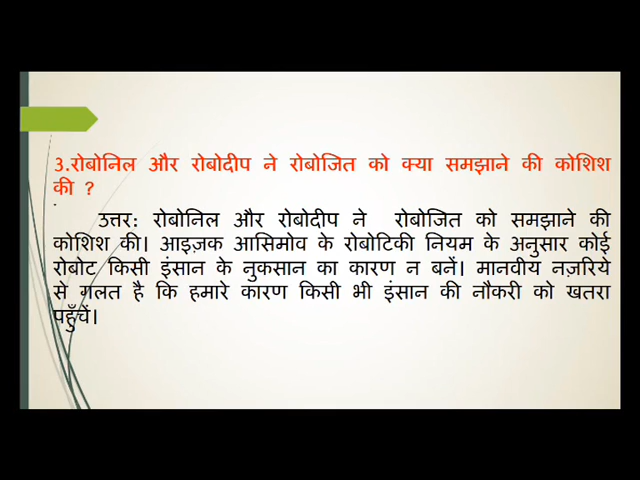 3.रोबोनिल और रोबोदीप ने रोबोजित को क्या समझाने की कोशिश
की ?
उत्तर: रोबोनिल और रोबोदीप ने रोबोजित को समझाने की
कोशिश की। आइज़क आसिमोव के रोबोटिकी नियम के अनुसार कोई
रोबोट किसी इंसान के नुकसान का कारण न बनें। मानवीय नज़रिये
से गलत है कि हमारे कारण किसी भी इंसान की नौकरी को खतरा
पहुँचें।